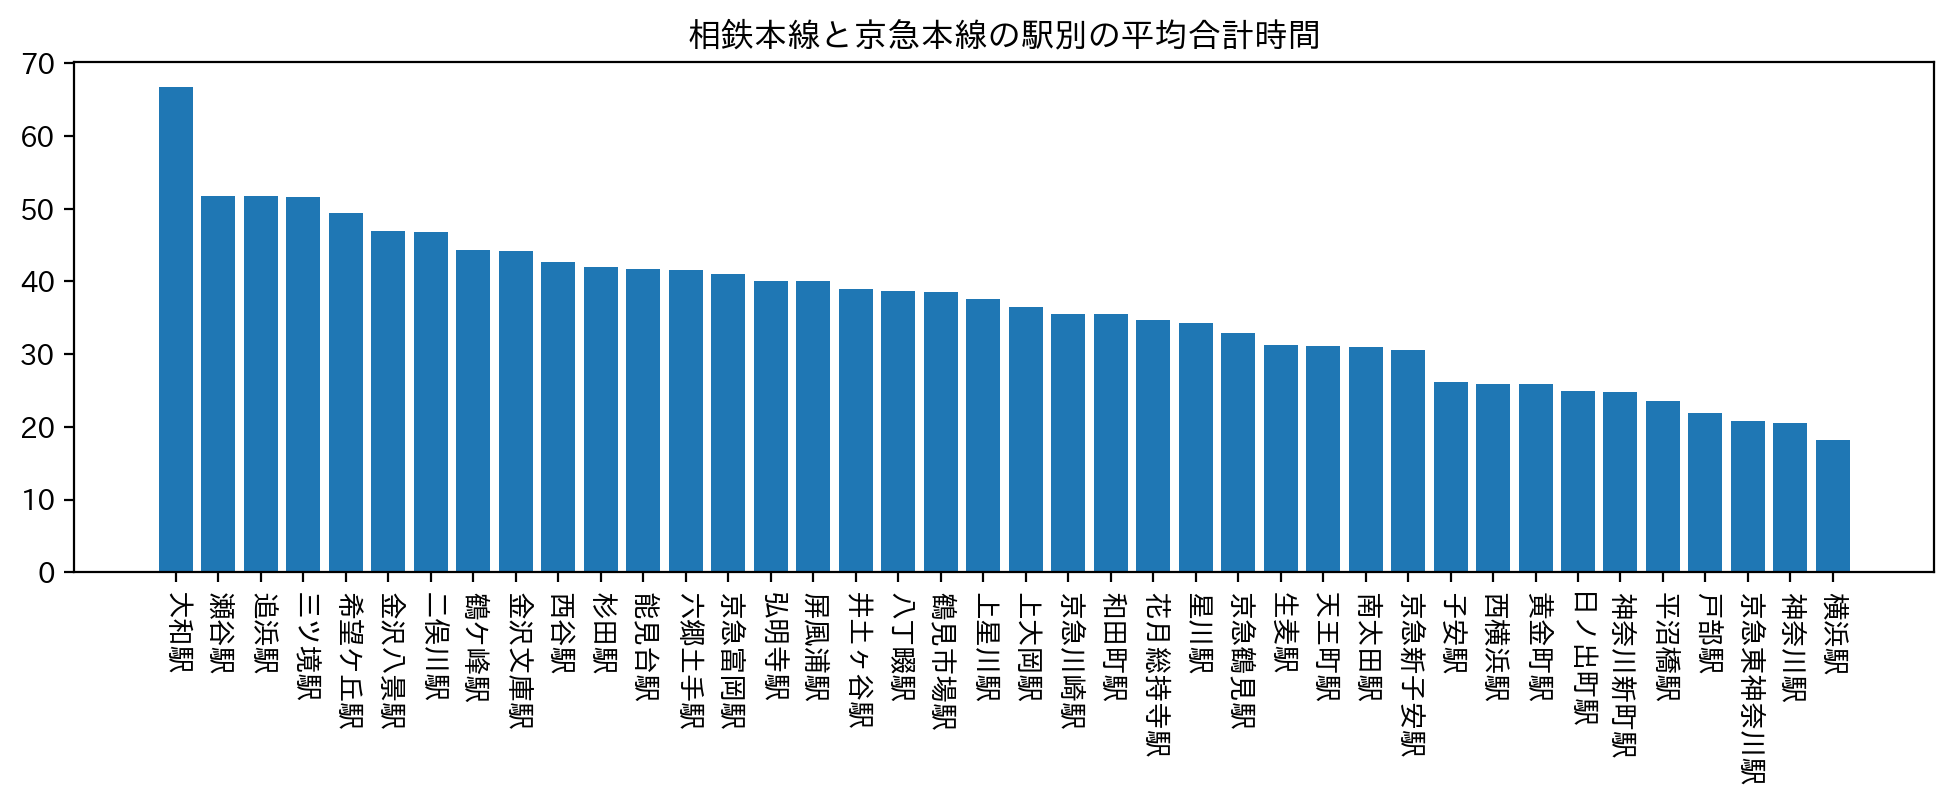 相鉄本線と京急本線の駅別の平均合計時間
70
60
50
40
30
20
10
0
大和駅
瀬谷駅
追浜駅
三ツ境駅
希望ケ丘駅
金沢八景駅
二俣川駅
鶴ケ峰駅
金沢文庫駅
西谷駅
杉田駅
能見台駅
六郷土手駅
京急富岡駅
弘明寺駅
屏風浦駅
井土ヶ谷駅
八丁畷駅
鶴見市場駅
上星川駅
上大岡駅
京急川崎駅
和田町駅
花月総持寺駅
星川駅
京急鶴見駅
生麦駅
天王町駅
南太田駅
京急新子安駅
子安駅
西横浜駅
黄金町駅
日ノ出町駅
神奈川新町駅
平沼橋駅
戸部駅
京急東神奈川駅
神奈川駅
横浜駅